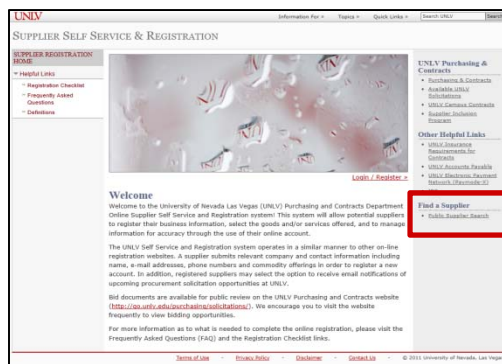 UNLV
Information For » Topics » Quick Links » Search UNLV Search
SUPPLIER SELF SERVICE & REGISTRATION
SUPPLIER REGISTRATION
HOME
Helpful Links
Registration Checklist
Frequently Asked
Questions
Definitions
Login / Register »
Welcome
Welcome to the University of Nevada Las Vegas (UNLV) Purchasing and Contracts Department
Online Supplier Self Service and Registration system! This system will allow potential suppliers
to register their business information, select the goods and/or services offered, and to manage
information for accuracy through the use of their online account.
The UNLV Self Service and Registration system operates in a similar manner to other on-line
registration websites. A supplier submits relevant company and contact information including
name, e-mail addresses, phone numbers and commodity offerings in order to register a new
account. In addition, registered suppliers may select the option to receive email notifications of
upcoming procurement solicitation opportunities at UNLV.
Bid documents are available for public review on the UNLV Purchasing and Contracts website
(http://go.unlv.edu/purchasing/solicitations/). We encourage you to visit the website
frequently to view bidding opportunities.
For more information as to what is needed to complete the online registration, please visit the
Frequently Asked Questions (FAQ) and the Registration Checklist links.
UNLV Purchasing &
Contracts
Purchasing & Contracts
Available UNLV
Solicitations
UNLV Campus Contracts
Supplier Inclusion
Program
Other Helpful Links
UNLV Insurance
Requirements for
Contracts
UNLV Accounts Payable
UNLV Electronic Payment
Network (Paymode-X)
Find a Supplier
Public Supplier Search
Terms of Use - Privacy Policy - Disclaimer - Contact Us - © 2011 University of Nevada, Las Vegas